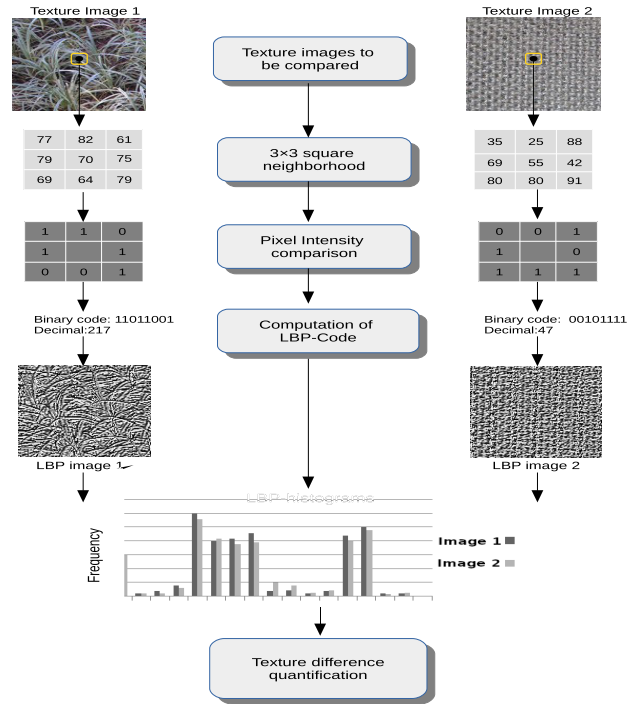 Texture Image 1
Texture Image 2
Texture images to
be compared
77 82 61
79 70 75
69 64 79
3×3 square
neighborhood
35 25 88
69 55 42
80 80 91
1 1 0
1 1
0 0 1
Pixel Intensity
comparison
0 0 1
1 0
1 1 1
Binary code: 11011001
Decimal:217
Computation of
LBP-Code
Binary code: 00101111
Decimal:47
LBP image 1
LBP image 2
LBP-histograms
Frequency
Image 1
Image 2
Texture difference
quantification